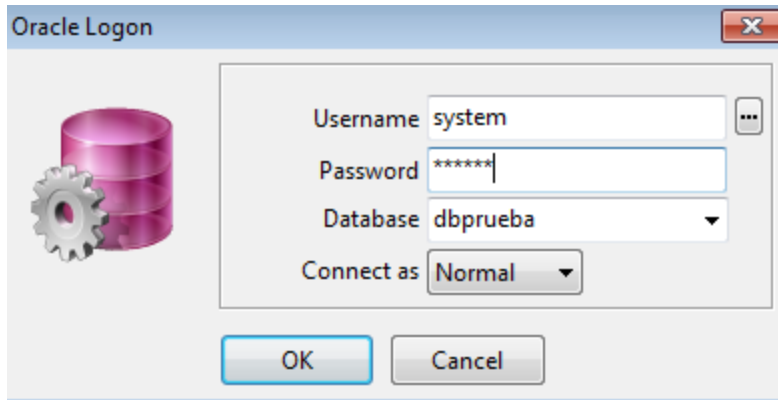 Oracle Logon
Username system ...
Password ******
Database dbprueba
Connect as Normal
OK Cancel